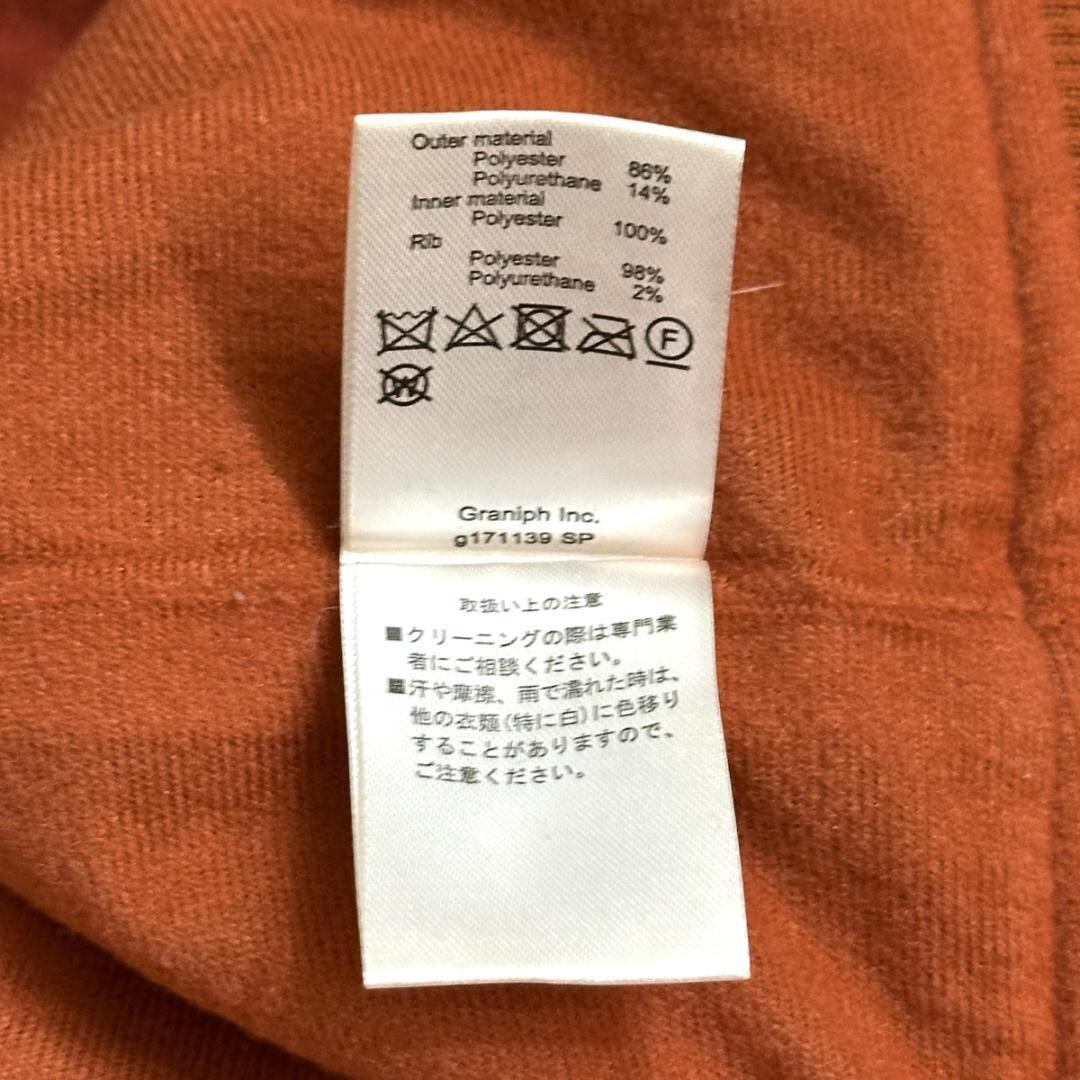 Outer material
Polyester 86%
Polyurethane 14%
Inner material
Polyester 100%
Rib
Polyester 98%
Polyurethane 2%
F
W
Graniph Inc.
g171139 SP
取扱い上の注意
■クリーニングの際は専門業
者にご相談ください。
■汗や摩擦、雨で濡れた時は、
他の衣類(特に白)に色移り
することがありますので、
ご注意ください。